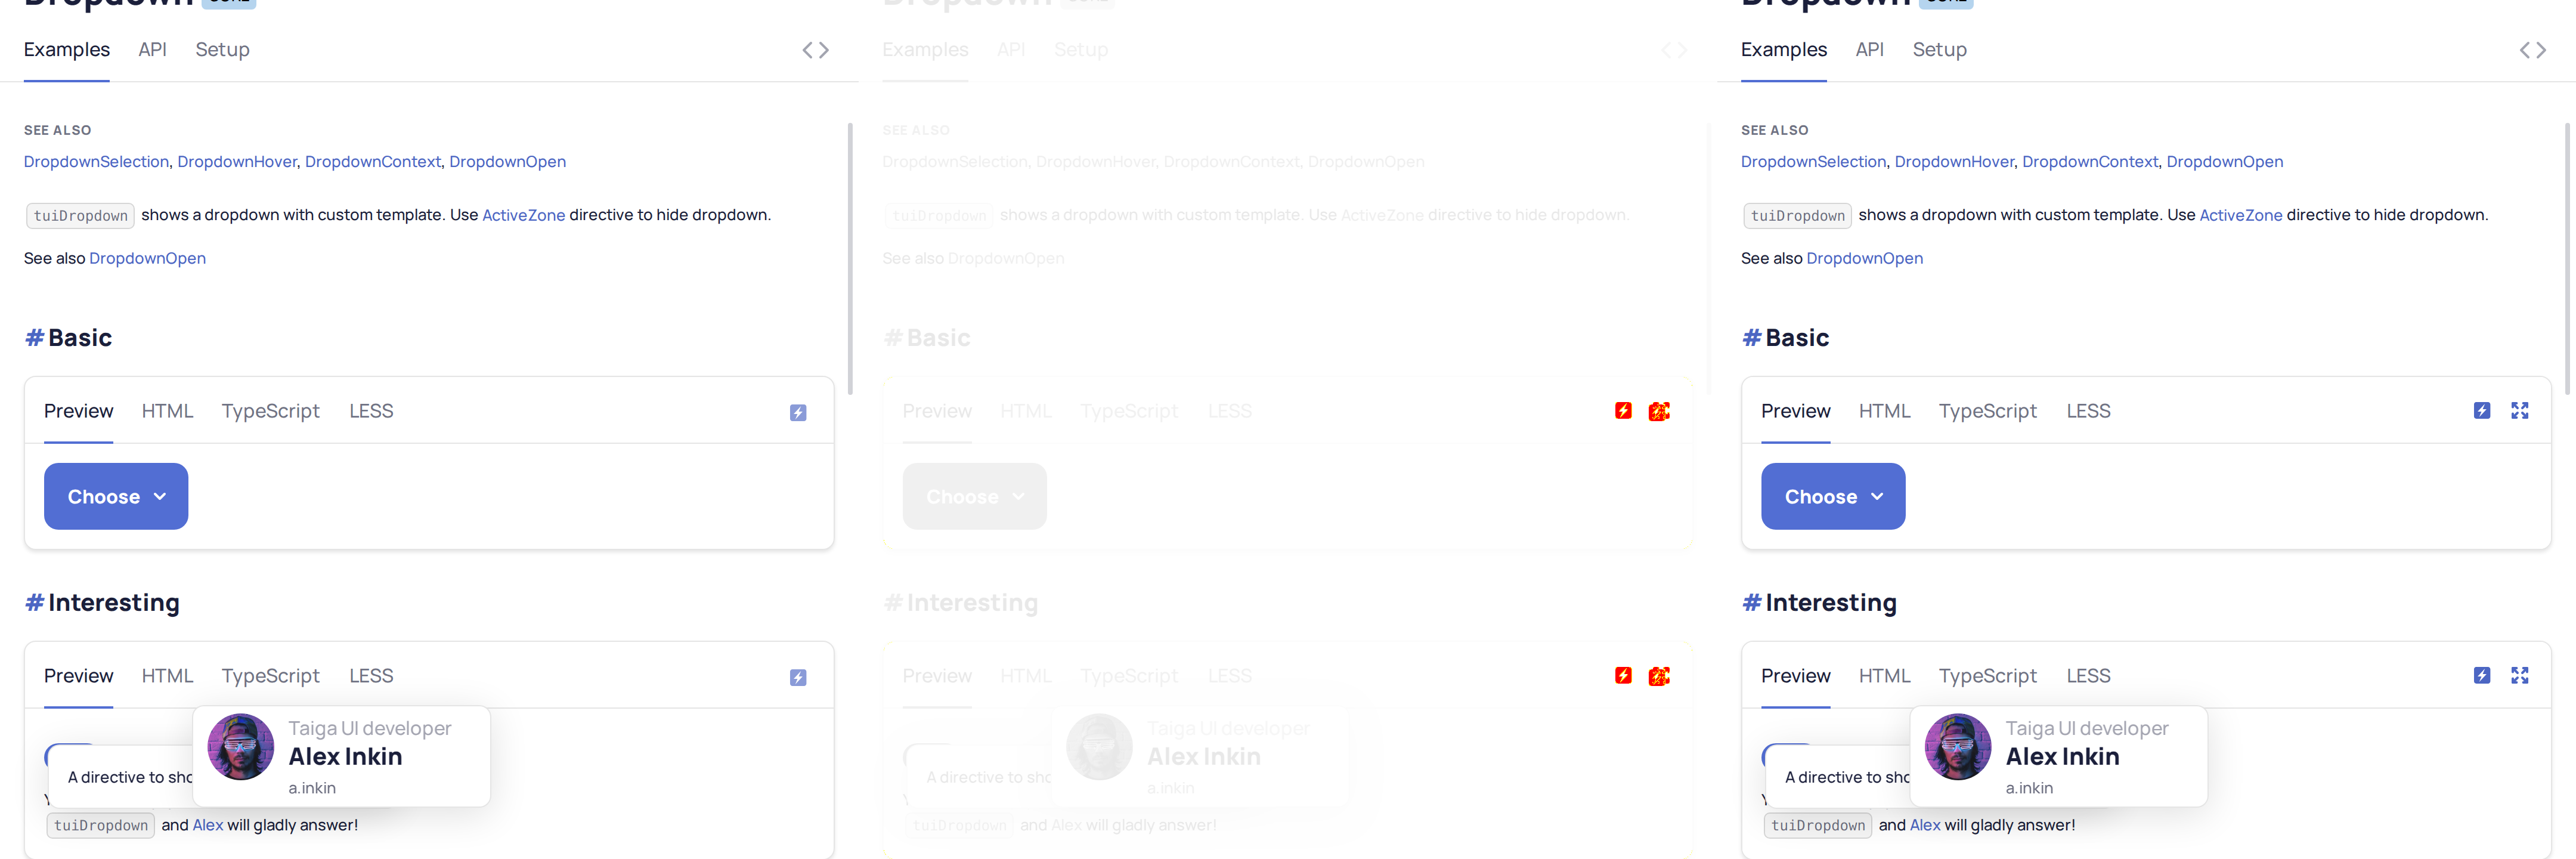 Dropdown CORE
Examples API Setup
SEE ALSO
DropdownSelection, DropdownHover, DropdownContext, DropdownOpen
tuiDropdown shows a dropdown with custom template. Use ActiveZone directive to hide dropdown.
See also DropdownOpen
#Basic
Preview HTML TypeScript LESS
Choose
#Interesting
Preview HTML TypeScript LESS
Taiga UI developer
Alex Inkin
A directive to sho
a.inkin
tuiDropdown and Alex will gladly answer!
Dropdown
Examples API Setup
SEE ALSO
DropdownSelection, DropdownHover, DropdownContext, DropdownOpen
tuiDropdown shows a dropdown with custom template. Use ActiveZone directive to hide dropdown.
See also DropdownOpen
#Basic
Preview HTML TypeScript LESS
Choose
#Interesting
Preview HTML TypeScript LESS
Taiga UI developer
Alex Inkin
A directive to sho
a.inkin
tuiDropdown and Alex will gladly answer!
Dropdown CORE
Examples API Setup
SEE ALSO
DropdownSelection, DropdownHover, DropdownContext, DropdownOpen
tuiDropdown shows a dropdown with custom template. Use ActiveZone directive to hide dropdown.
See also DropdownOpen
#Basic
Preview HTML TypeScript LESS
Choose
#Interesting
Preview HTML TypeScript LESS
Taiga UI developer
Alex Inkin
A directive to sho
a.inkin
tuiDropdown and Alex will gladly answer!